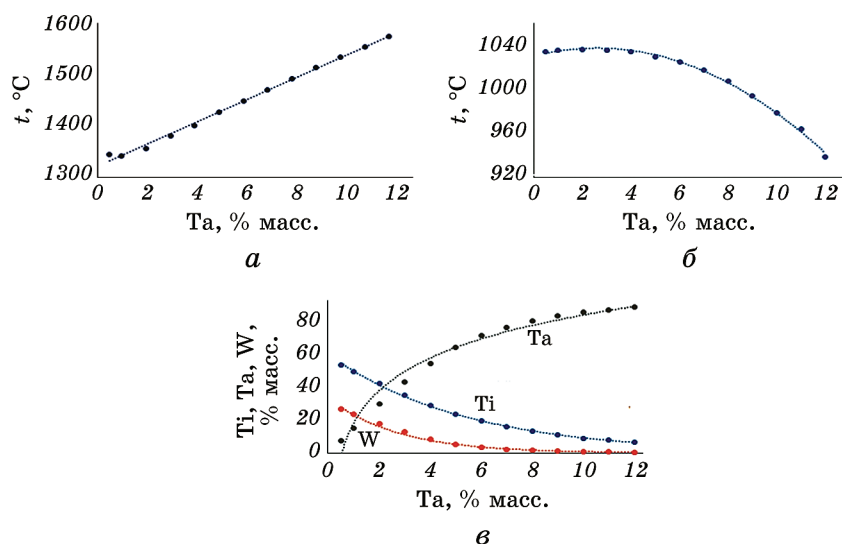 1600
1500
1400
1300
t, °C
0 2 4 6 8 10 12
Ta, % масс.
а
1040
1000
960
920
t, °C
0 2 4 6 8 10 12
Ta, % масс.
б
80
60
40
20
0
Ti, Ta, W,
% масс.
Ta
Ti
W
0 2 4 6 8 10 12
Ta, % масс.
в